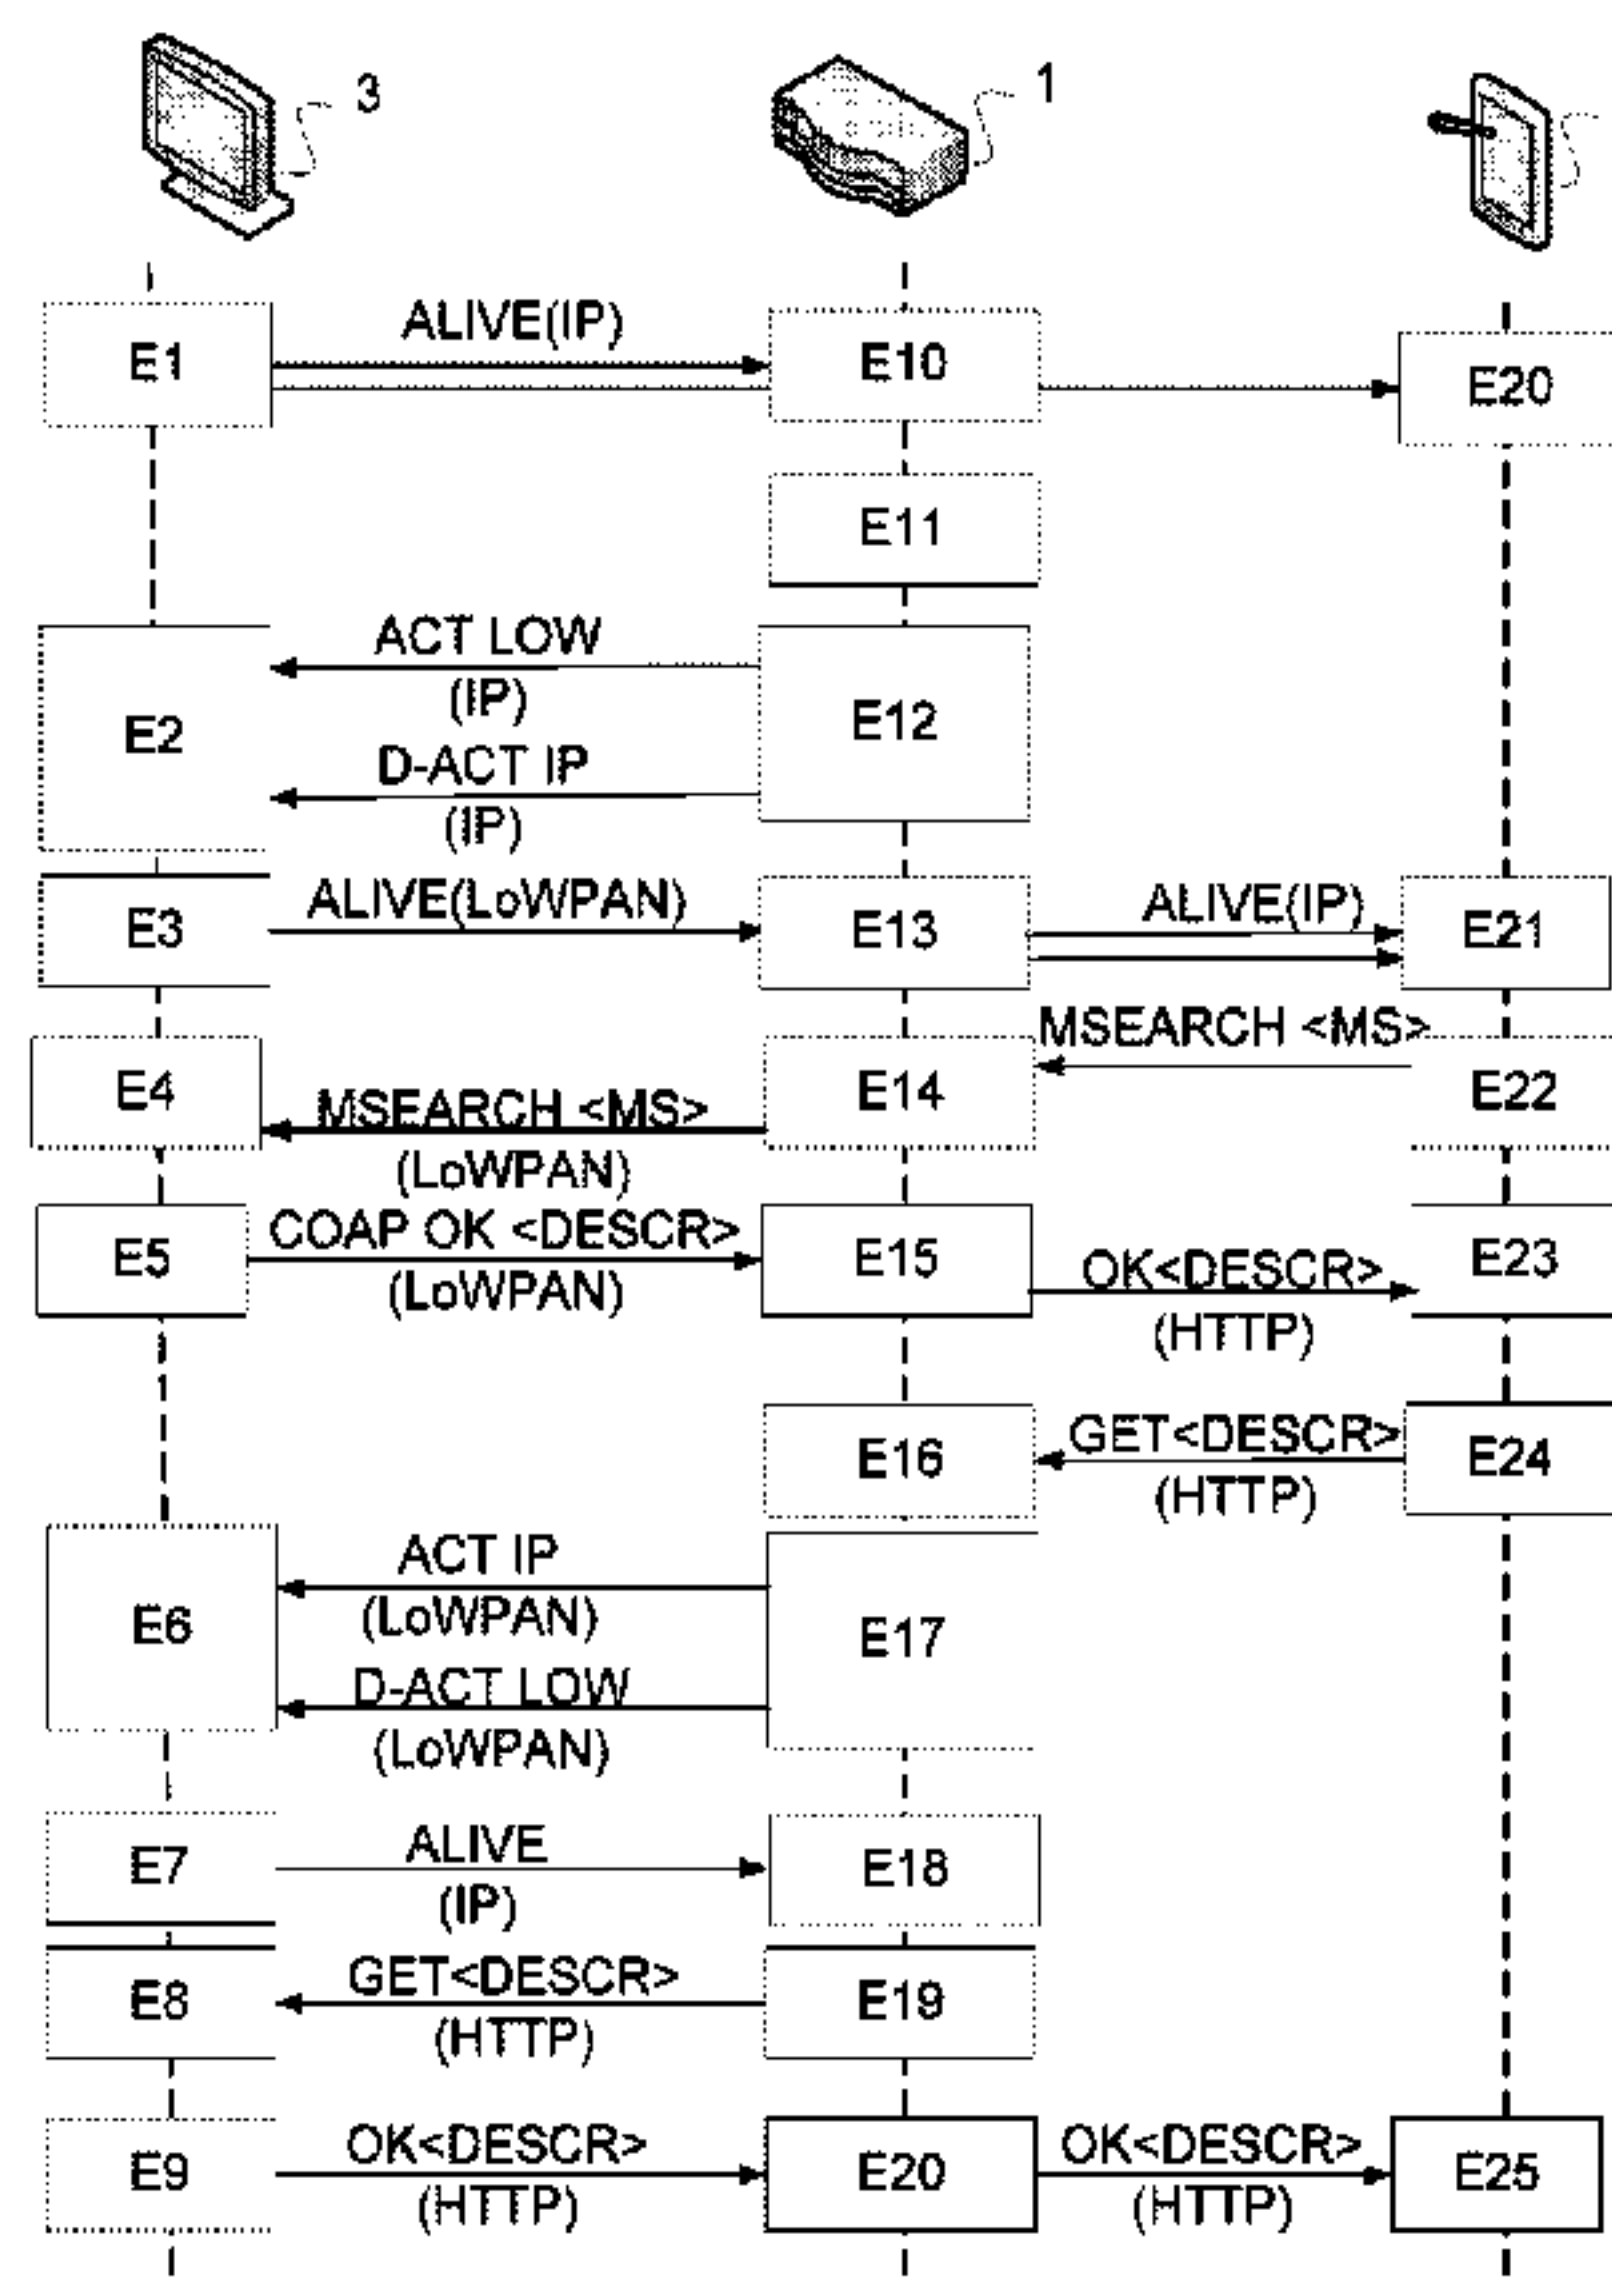 3
1
E1
ALIVE(IP)
E10
E20
E11
ACT LOW
(IP)
E2
E12
D-ACT IP
(IP)
E3
ALIVE(LoWPAN)
E13
ALIVE(IP)
E21
MSEARCH <MS>
E4
E14
E22
MSEARCH <MS>
(LoWPAN)
E5
COAP OK <DESCR>
(LoWPAN)
E15
OK<DESCR>
(HTTP)
E23
E16
GET<DESCR>
(HTTP)
E24
ACT IP
(LoWPAN)
E6
E17
D-ACT LOW
(LoWPAN)
E7
ALIVE
(IP)
E18
E8
GET<DESCR>
(HTTP)
E19
E9
OK<DESCR>
(HTTP)
E20
OK<DESCR>
(HTTP)
E25